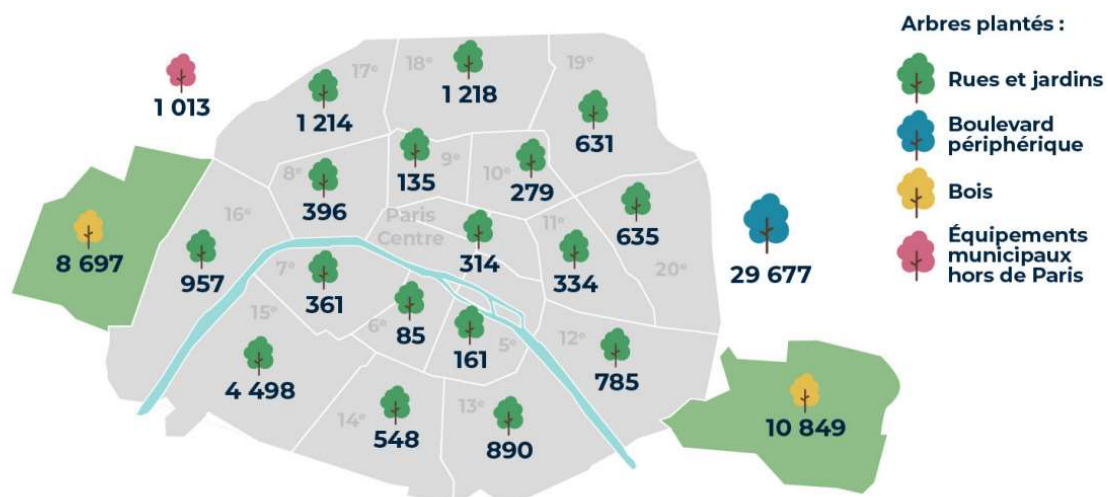 Arbres plantés :
Rues et jardins
Boulevard
périphérique
Bois
Équipements
municipaux
hors de Paris
1 013
17e
1 214
18e
1 218
19e
631
8e
396
135
9e
10e
279
8 697
16e
957
Paris
Centre
314
11e
334
635
20e
29 677
7e
361
6e
85
161
5e
12e
785
15e
4 498
14e
548
13e
890
10 849